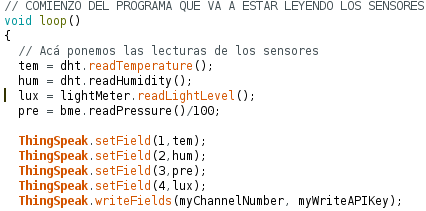 // COMIENZO DEL PROGRAMA QUE VA A ESTAR LEYENDO LOS SENSORES
void loop()
{
  // Acá ponemos las lecturas de los sensores
  tem = dht.readTemperature();
  hum = dht.readHumidity();
  lux = lightMeter.readLightLevel();
  pre = bme.readPressure()/100;

  ThingSpeak.setField(1,tem);
  ThingSpeak.setField(2,hum);
  ThingSpeak.setField(3,pre);
  ThingSpeak.setField(4,lux);
  ThingSpeak.writeFields(myChannelNumber, myWriteAPIKey);